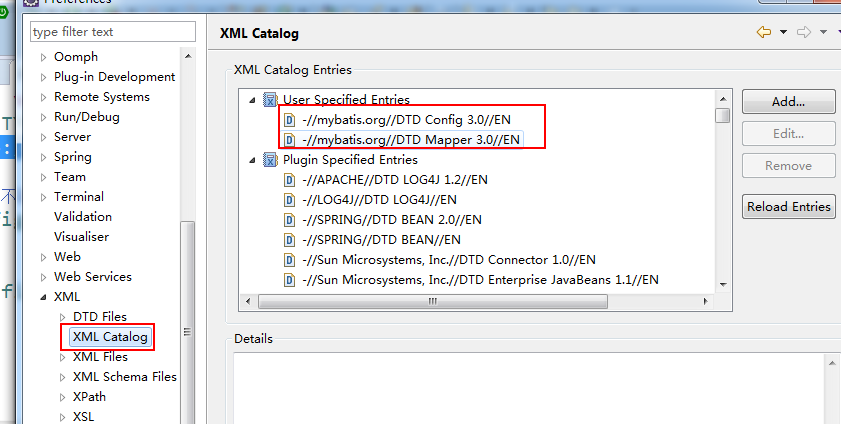 Preferences
type filter text
Oomph
Plug-in Development
Remote Systems
Run/Debug
Server
Spring
Team
Terminal
Validation
Visualiser
Web
Web Services
XML
DTD Files
XML Catalog
XML Files
XML Schema Files
XPath
XSL
XML Catalog
XML Catalog Entries
User Specified Entries
-//mybatis.org//DTD Config 3.0//EN
-//mybatis.org//DTD Mapper 3.0//EN
Plugin Specified Entries
-//APACHE//DTD LOG4J 1.2//EN
-//LOG4J//DTD LOG4J//EN
-//SPRING//DTD BEAN 2.0//EN
-//SPRING//DTD BEAN//EN
-//Sun Microsystems, Inc.//DTD Connector 1.0//EN
-//Sun Microsystems, Inc.//DTD Enterprise JavaBeans 1.1//EN
Add...
Edit...
Remove
Reload Entries
Details